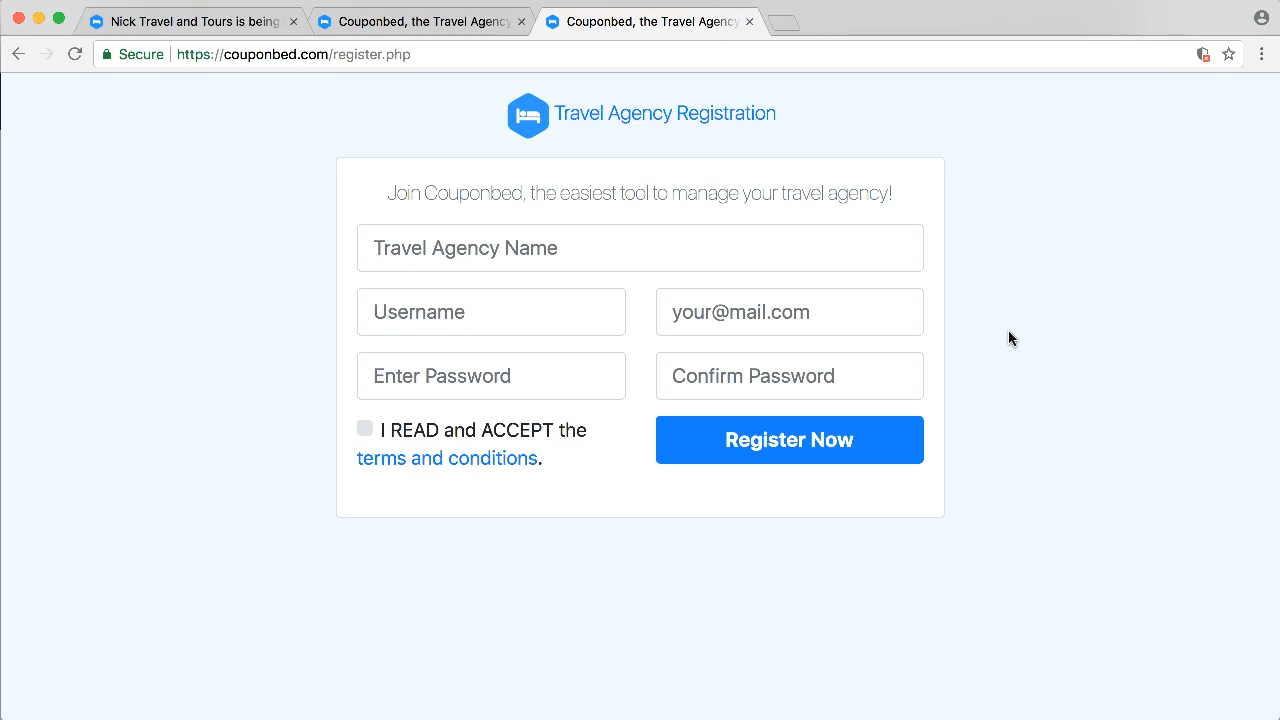 Nick Travel and Tours is being
Couponbed, the Travel Agency
Couponbed, the Travel Agency
Secure
https://couponbed.com/register.php
Travel Agency Registration
Join Couponbed, the easiest tool to manage your travel agency!
Travel Agency Name
Username
your@mail.com
Enter Password
Confirm Password
I READ and ACCEPT the
terms and conditions.
Register Now